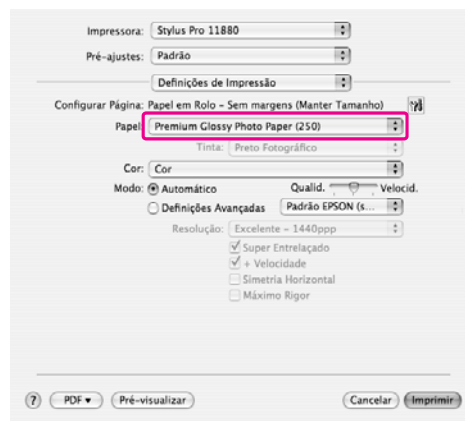 Impressora: Stylus Pro 11880
Pré-ajustes: Padrão
Definições de Impressão
Configurar Página: Papel em Rolo – Sem margens (Manter Tamanho)
Papel: Premium Glossy Photo Paper (250)
Tinta: Preto Fotográfico
Cor: Cor
Modo: Automático Qualid. Velocid.
Definições Avançadas Padrão EPSON (s...
Resolução: Excelente – 1440ppp
Super Entrelaçado
+ Velocidade
Simetria Horizontal
Máximo Rigor
? PDF Pré-visualizar Cancelar Imprimir